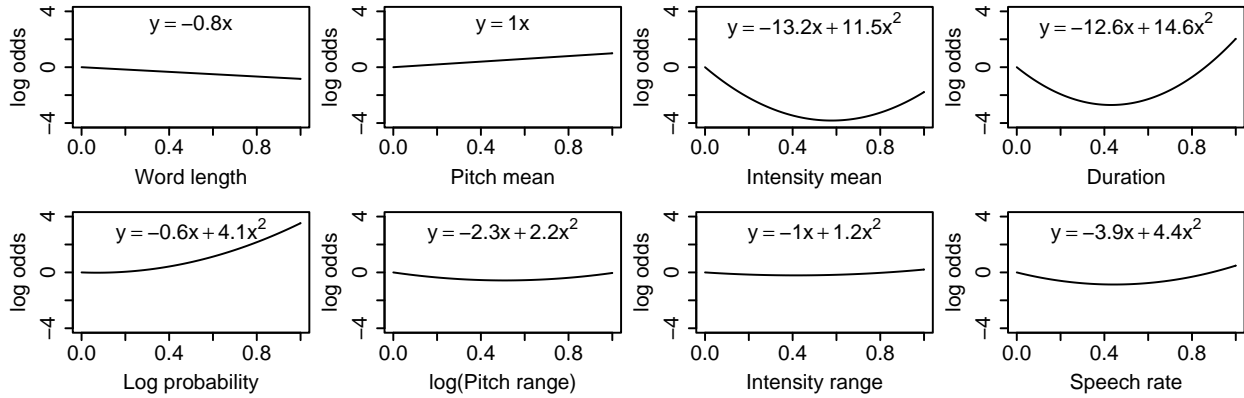 y = −0.8x
log odds
4
0
−4
0.0 0.4 0.8
Word length
y = 1x
log odds
4
0
−4
0.0 0.4 0.8
Pitch mean
y = −13.2x + 11.5x²
log odds
4
0
−4
0.0 0.4 0.8
Intensity mean
y = −12.6x + 14.6x²
log odds
4
0
−4
0.0 0.4 0.8
Duration
y = −0.6x + 4.1x²
log odds
4
0
−4
0.0 0.4 0.8
Log probability
y = −2.3x + 2.2x²
log odds
4
0
−4
0.0 0.4 0.8
log(Pitch range)
y = −1x + 1.2x²
log odds
4
0
−4
0.0 0.4 0.8
Intensity range
y = −3.9x + 4.4x²
log odds
4
0
−4
0.0 0.4 0.8
Speech rate